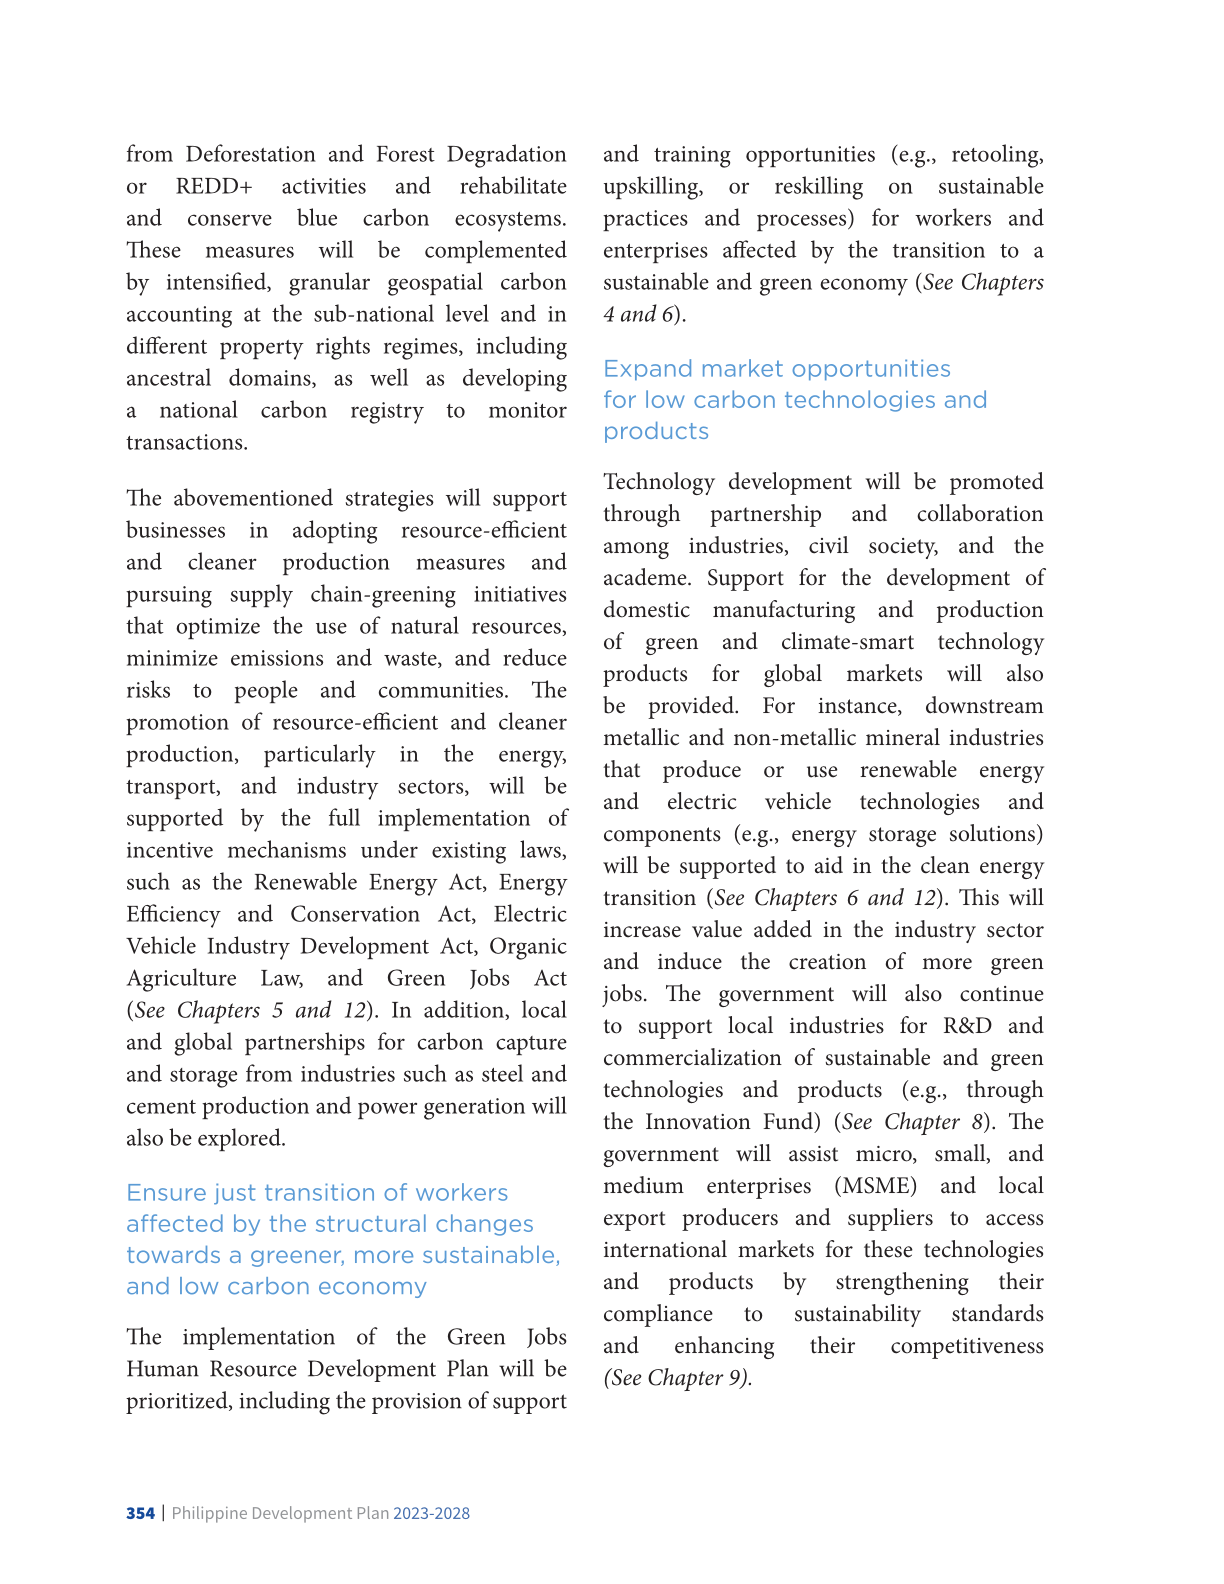 from Deforestation and Forest Degradation
or REDD+ activities and rehabilitate
and conserve blue carbon ecosystems.
These measures will be complemented
by intensified, granular geospatial carbon
accounting at the sub-national level and in
different property rights regimes, including
ancestral domains, as well as developing
a national carbon registry to monitor
transactions.
The abovementioned strategies will support
businesses in adopting resource-efficient
and cleaner production measures and
pursuing supply chain-greening initiatives
that optimize the use of natural resources,
minimize emissions and waste, and reduce
risks to people and communities. The
promotion of resource-efficient and cleaner
production, particularly in the energy,
transport, and industry sectors, will be
supported by the full implementation of
incentive mechanisms under existing laws,
such as the Renewable Energy Act, Energy
Efficiency and Conservation Act, Electric
Vehicle Industry Development Act, Organic
Agriculture Law, and Green Jobs Act
(See Chapters 5 and 12). In addition, local
and global partnerships for carbon capture
and storage from industries such as steel and
cement production and power generation will
also be explored.
Ensure just transition of workers
affected by the structural changes
towards a greener, more sustainable,
and low carbon economy
The implementation of the Green Jobs
Human Resource Development Plan will be
prioritized, including the provision of support
and training opportunities (e.g., retooling,
upskilling, or reskilling on sustainable
practices and processes) for workers and
enterprises affected by the transition to a
sustainable and green economy (See Chapters
4 and 6).
Expand market opportunities
for low carbon technologies and
products
Technology development will be promoted
through partnership and collaboration
among industries, civil society, and the
academe. Support for the development of
domestic manufacturing and production
of green and climate-smart technology
products for global markets will also
be provided. For instance, downstream
metallic and non-metallic mineral industries
that produce or use renewable energy
and electric vehicle technologies and
components (e.g., energy storage solutions)
will be supported to aid in the clean energy
transition (See Chapters 6 and 12). This will
increase value added in the industry sector
and induce the creation of more green
jobs. The government will also continue
to support local industries for R&D and
commercialization of sustainable and green
technologies and products (e.g., through
the Innovation Fund) (See Chapter 8). The
government will assist micro, small, and
medium enterprises (MSME) and local
export producers and suppliers to access
international markets for these technologies
and products by strengthening their
compliance to sustainability standards
and enhancing their competitiveness
(See Chapter 9).
354 | Philippine Development Plan 2023-2028